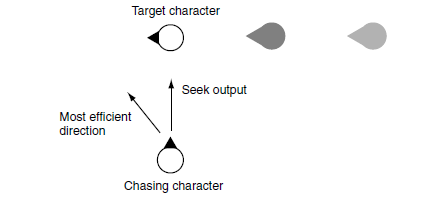 Target character
Seek output
Most efficient
direction
Chasing character